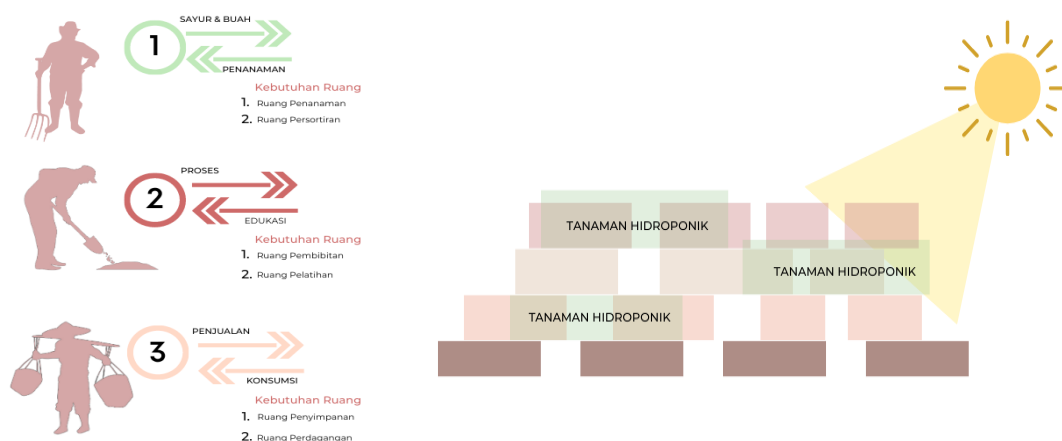 1
SAYUR & BUAH
PENANAMAN
Kebutuhan Ruang
1. Ruang Penanaman
2. Ruang Persortiran
2
PROSES
EDUKASI
Kebutuhan Ruang
1. Ruang Pembibitan
2. Ruang Pelatihan
3
PENJUALAN
KONSUMSI
Kebutuhan Ruang
1. Ruang Penyimpanan
2. Ruang Perdagangan
TANAMAN HIDROPONIK
TANAMAN HIDROPONIK
TANAMAN HIDROPONIK